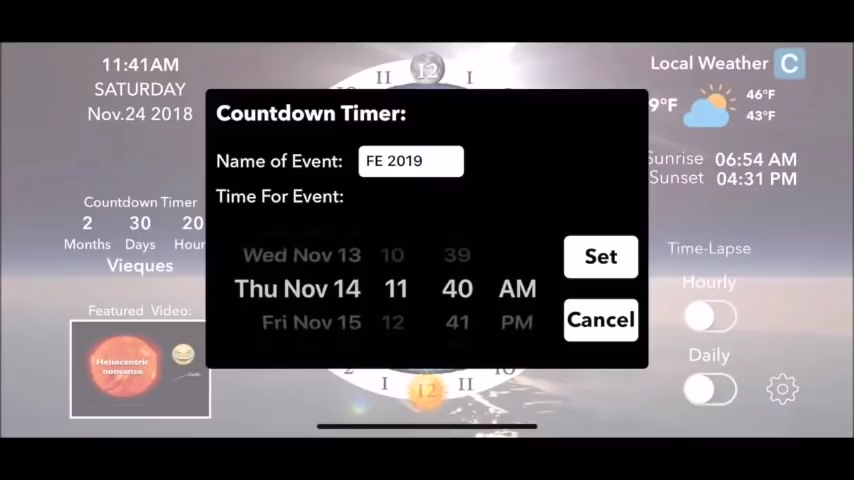 11:41AM
SATURDAY
Nov.24 2018
Countdown Timer
2 30 20
Months Days Hour
Vieques
Featured Video:
Heliocentric
nonsense
II 12 I
Countdown Timer:
Name of Event: FE 2019
Time For Event:
Wed Nov 13 10 39
Thu Nov 14 11 40 AM
Fri Nov 15 12 41 PM
Set
Cancel
I 12 II
Local Weather C
9°F 46°F
43°F
Sunrise 06:54 AM
Sunset 04:31 PM
Time-Lapse
Hourly
Daily